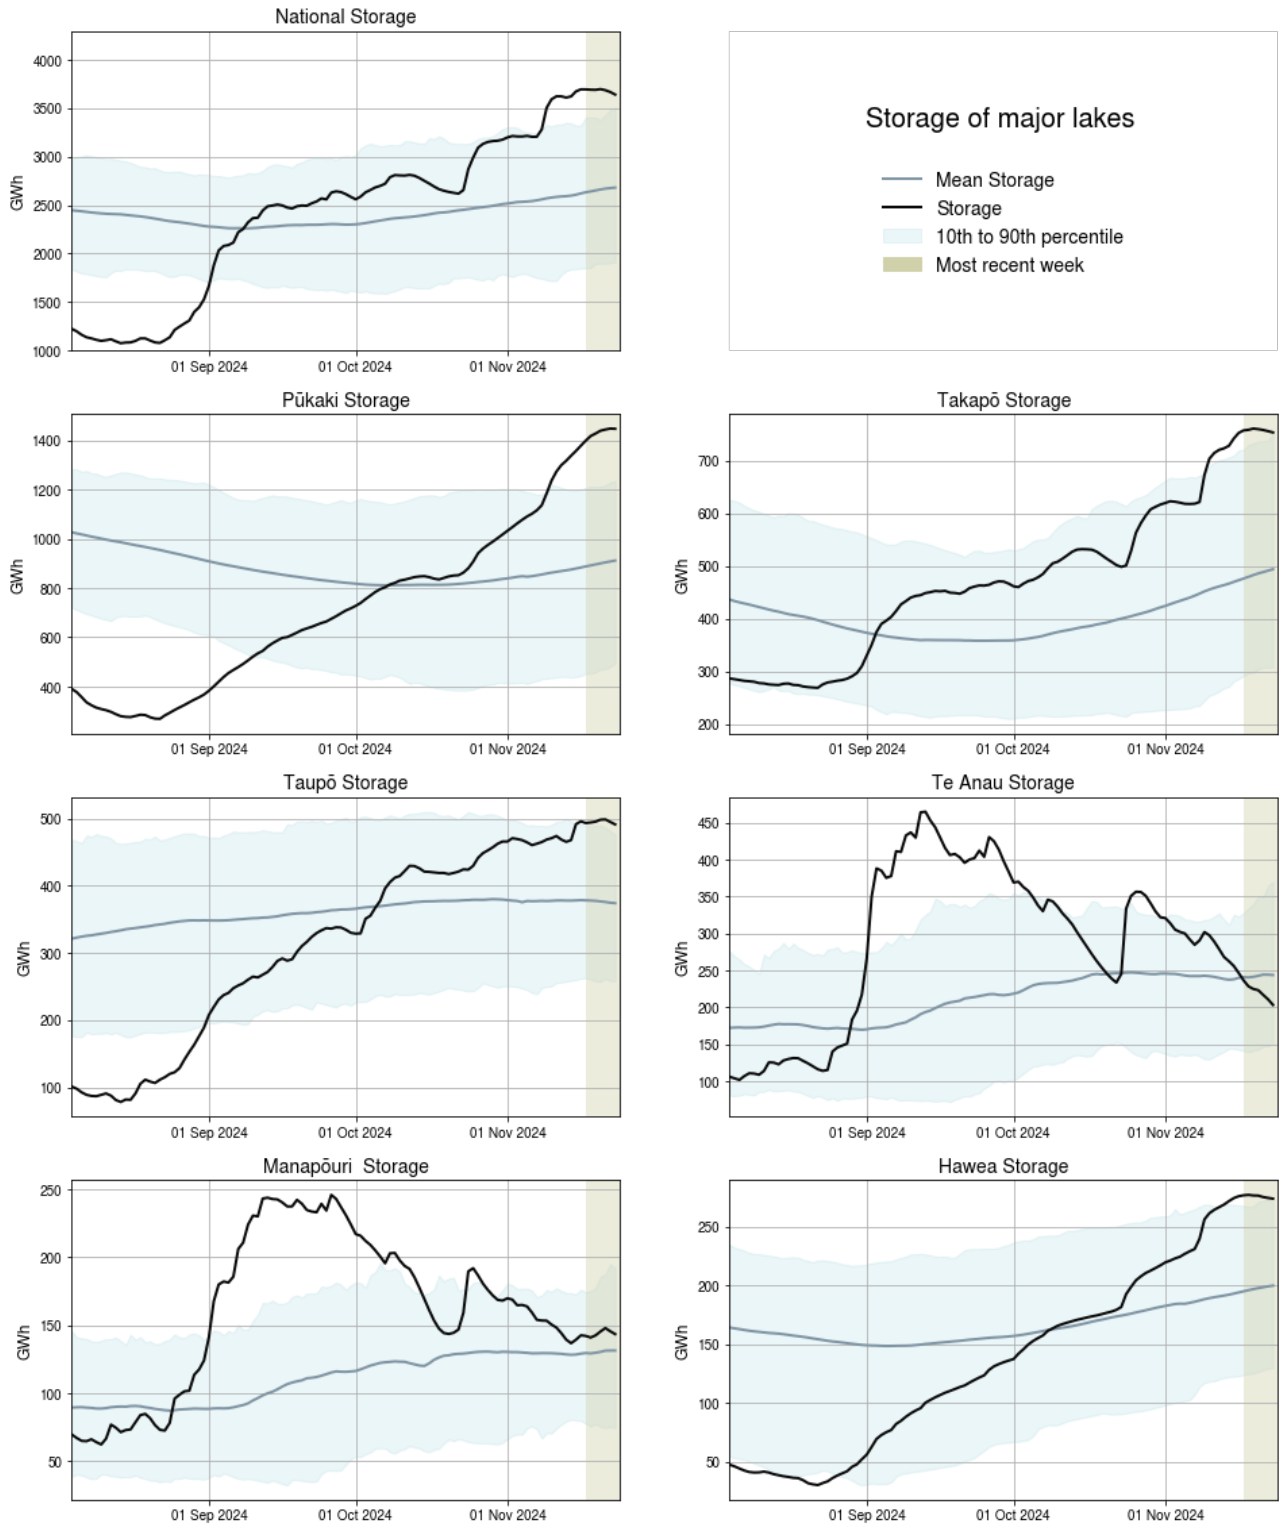 National Storage
GWh
4000
3500
3000
2500
2000
1500
1000
01 Sep 2024 01 Oct 2024 01 Nov 2024
Storage of major lakes
Mean Storage
Storage
10th to 90th percentile
Most recent week
Pūkaki Storage
GWh
1400
1200
1000
800
600
400
01 Sep 2024 01 Oct 2024 01 Nov 2024
Takapō Storage
GWh
700
600
500
400
300
200
01 Sep 2024 01 Oct 2024 01 Nov 2024
Taupō Storage
GWh
500
400
300
200
100
01 Sep 2024 01 Oct 2024 01 Nov 2024
Te Anau Storage
GWh
450
400
350
300
250
200
150
100
01 Sep 2024 01 Oct 2024 01 Nov 2024
Manapōuri Storage
GWh
250
200
150
100
50
01 Sep 2024 01 Oct 2024 01 Nov 2024
Hawea Storage
GWh
250
200
150
100
50
01 Sep 2024 01 Oct 2024 01 Nov 2024